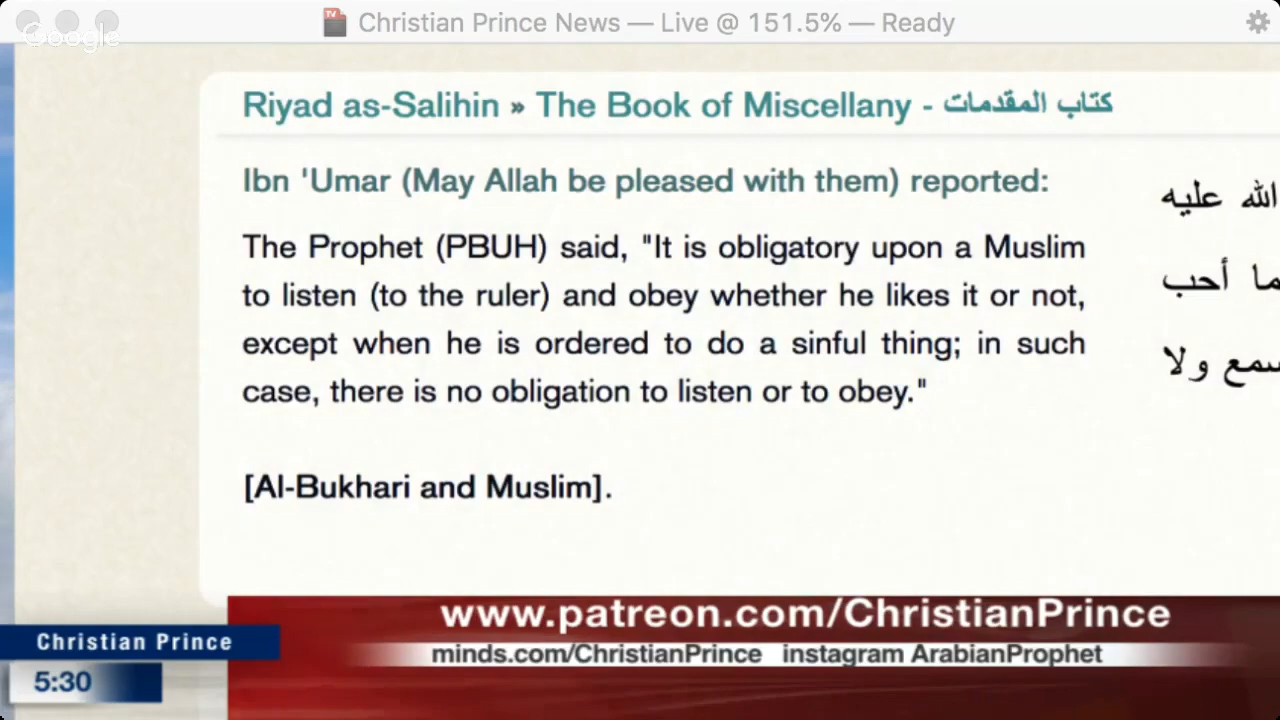 Christian Prince News — Live @ 151.5% — Ready
Google
Riyad as-Salihin » The Book of Miscellany - كتاب المقدمات
Ibn 'Umar (May Allah be pleased with them) reported:
The Prophet (PBUH) said, "It is obligatory upon a Muslim
to listen (to the ruler) and obey whether he likes it or not,
except when he is ordered to do a sinful thing; in such
case, there is no obligation to listen or to obey."
[Al-Bukhari and Muslim].
الله عليه
ما أحب
سمع ولا
www.patreon.com/ChristianPrince
Christian Prince
minds.com/ChristianPrince instagram ArabianProphet
5:30